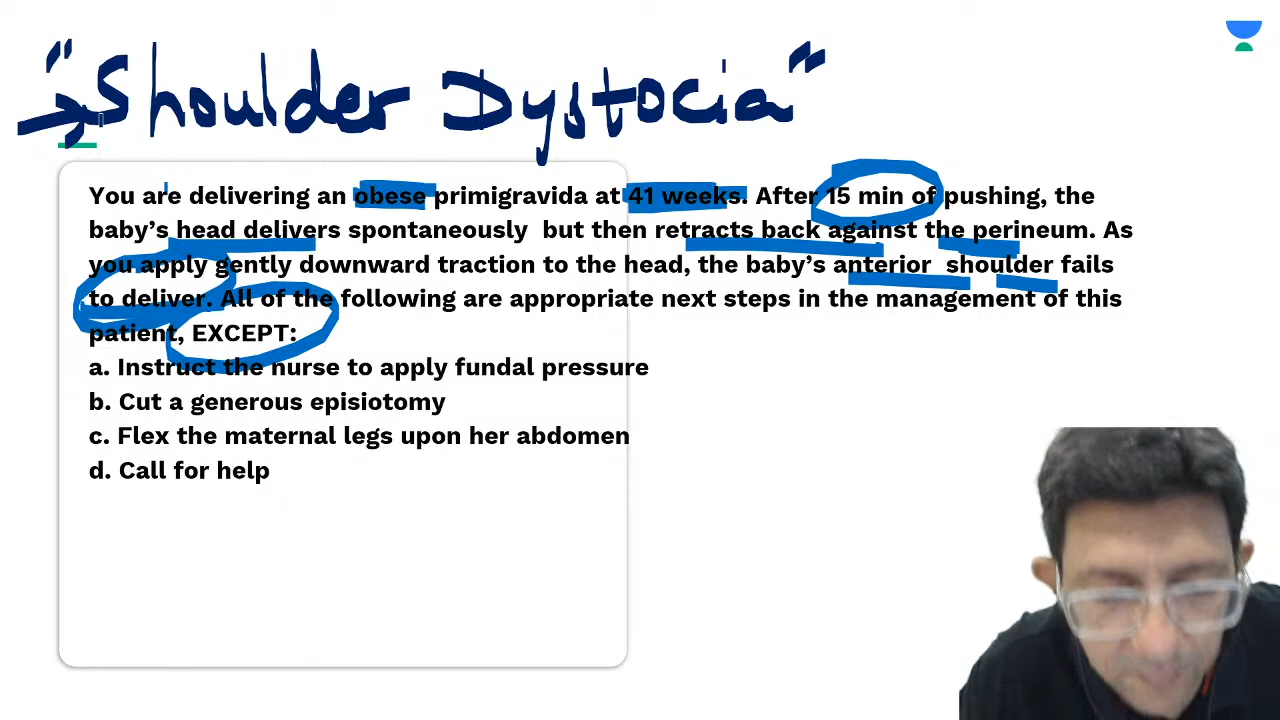 "Shoulder Dystocia"
You are delivering an obese primigravida at 41 weeks. After 15 min of pushing, the
baby's head delivers spontaneously but then retracts back against the perineum. As
you apply gently downward traction to the head, the baby's anterior shoulder fails
to deliver. All of the following are appropriate next steps in the management of this
patient, EXCEPT:
a. Instruct the nurse to apply fundal pressure
b. Cut a generous episiotomy
c. Flex the maternal legs upon her abdomen
d. Call for help